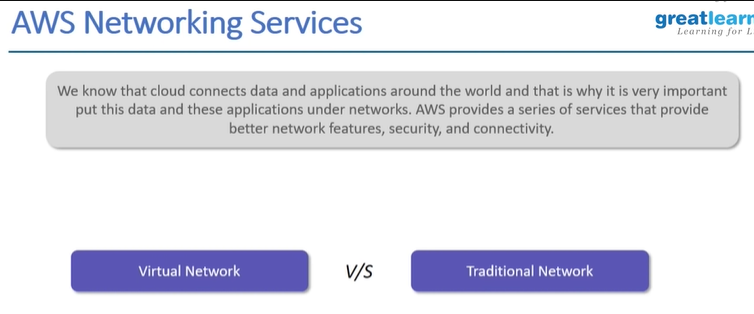 AWS Networking Services
greatlearn
Learning for L
We know that cloud connects data and applications around the world and that is why it is very important
put this data and these applications under networks. AWS provides a series of services that provide
better network features, security, and connectivity.
Virtual Network
V/S
Traditional Network